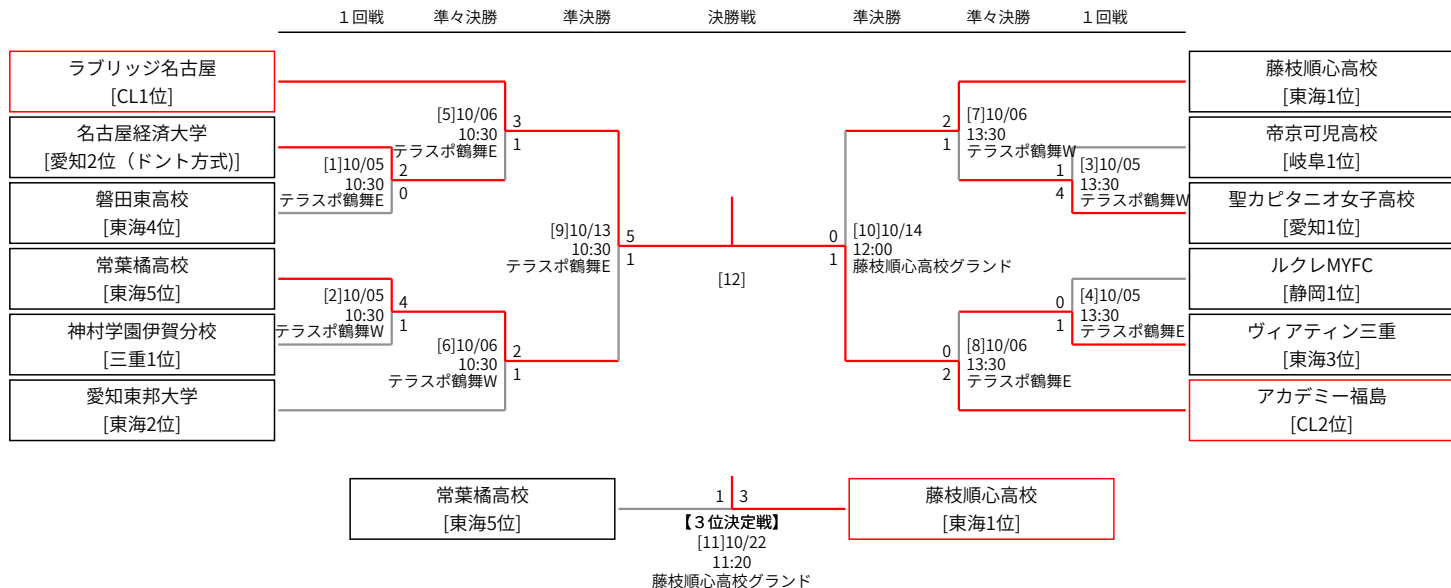 １回戦
準々決勝
準決勝
決勝戦
準決勝
準々決勝
１回戦
ラブリッジ名古屋
[CL1位]
名古屋経済大学
[愛知2位（ドント方式)]
磐田東高校
[東海4位]
常葉橘高校
[東海5位]
神村学園伊賀分校
[三重1位]
愛知東邦大学
[東海2位]
[1]10/05
10:30
テラスポ鶴舞E
2
0
[2]10/05
10:30
テラスポ鶴舞W
4
1
[5]10/06
10:30
テラスポ鶴舞E
3
1
[6]10/06
10:30
テラスポ鶴舞W
2
1
[9]10/13
10:30
テラスポ鶴舞E
5
1
[12]
0
1
[10]10/14
12:00
藤枝順心高校グランド
2
1
[7]10/06
13:30
テラスポ鶴舞W
0
2
[8]10/06
13:30
テラスポ鶴舞E
1
4
[3]10/05
13:30
テラスポ鶴舞W
0
1
[4]10/05
13:30
テラスポ鶴舞E
藤枝順心高校
[東海1位]
帝京可児高校
[岐阜1位]
聖カピタニオ女子高校
[愛知1位]
ルクレMYFC
[静岡1位]
ヴィアティン三重
[東海3位]
アカデミー福島
[CL2位]
常葉橘高校
[東海5位]
1
3
【３位決定戦】
[11]10/22
11:20
藤枝順心高校グランド
藤枝順心高校
[東海1位]